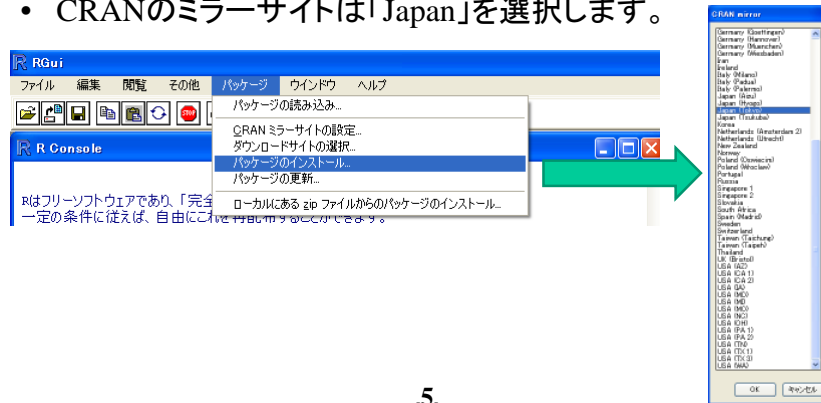 • CRANのミラーサイトは「Japan」を選択します。
RGui
ファイル 編集 閲覧 その他 パッケージ ウインドウ ヘルプ
パッケージの読み込み...
CRAN ミラーサイトの設定...
ダウンロードサイトの選択...
パッケージのインストール...
パッケージの更新...
ローカルにある zip ファイルからのパッケージのインストール...
R Console
Rはフリーソフトウェアであり、「完全
一定の条件に従えば、自由にこれを再配布することができます。
CRAN mirror
Germany (Goettingen)
Germany (Hannover)
Germany (Muenchen)
Germany (Wiesbaden)
Iran
Ireland
Italy (Milano)
Italy (Padua)
Italy (Palermo)
Japan (Aizu)
Japan (Hyogo)
Japan (Tokyo)
Japan (Tsukuba)
Korea
Netherlands (Amsterdam 2)
Netherlands (Utrecht)
New Zealand
Norway
Poland (Oswiecim)
Poland (Wroclaw)
Portugal
Russia
Singapore 1
Singapore 2
Slovakia
South Africa
Spain (Madrid)
Sweden
Switzerland
Taiwan (Taichung)
Taiwan (Taipeh)
Thailand
UK (Bristol)
USA (AZ)
USA (CA 1)
USA (CA 2)
USA (IA)
USA (MD)
USA (MI)
USA (MO)
USA (NC)
USA (OH)
USA (PA 1)
USA (PA 2)
USA (TN)
USA (TX 1)
USA (TX 3)
USA (WA)
OK キャンセル
.5.